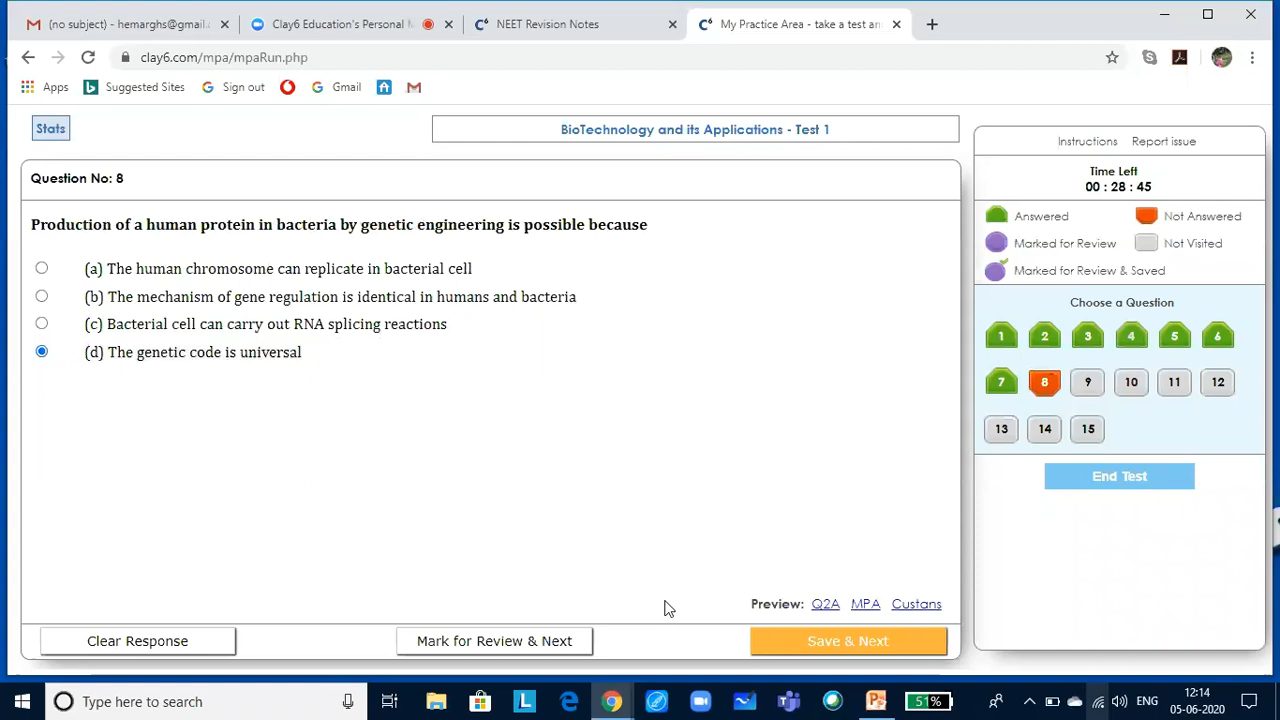 (no subject) - hemarghs@gmail.
Clay6 Education's Personal M
NEET Revision Notes
My Practice Area - take a test an
clay6.com/mpa/mpaRun.php
Apps
Suggested Sites
Sign out
Gmail
Stats
BioTechnology and its Applications - Test 1
Instructions
Report issue
Question No: 8
Time Left
00 : 28 : 45
Production of a human protein in bacteria by genetic engineering is possible because
(a) The human chromosome can replicate in bacterial cell
(b) The mechanism of gene regulation is identical in humans and bacteria
(c) Bacterial cell can carry out RNA splicing reactions
(d) The genetic code is universal
Answered
Not Answered
Marked for Review
Not Visited
Marked for Review & Saved
Choose a Question
1 2 3 4 5 6
7 8 9 10 11 12
13 14 15
End Test
Preview: Q2A MPA Custans
Clear Response
Mark for Review & Next
Save & Next
Type here to search
51%
ENG
12:14
05-06-2020